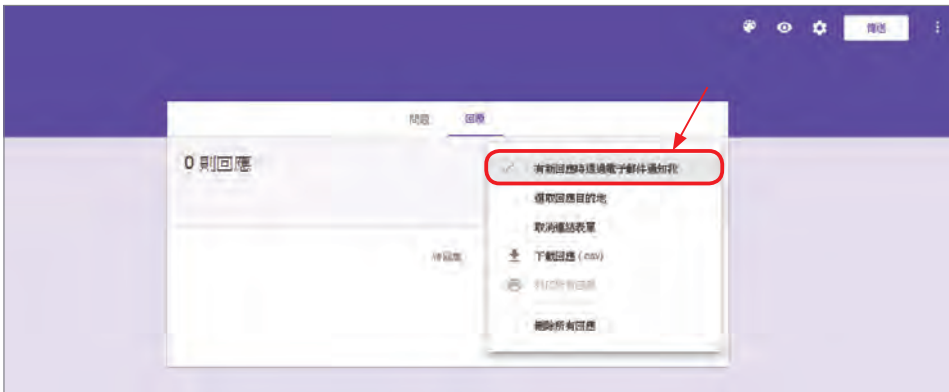 傳送
問題 回應
0 則回應
有新回應時透過電子郵件通知我
選取回應目的地
取消連結表單
下載回應 (.csv)
列印所有回應
刪除所有回應